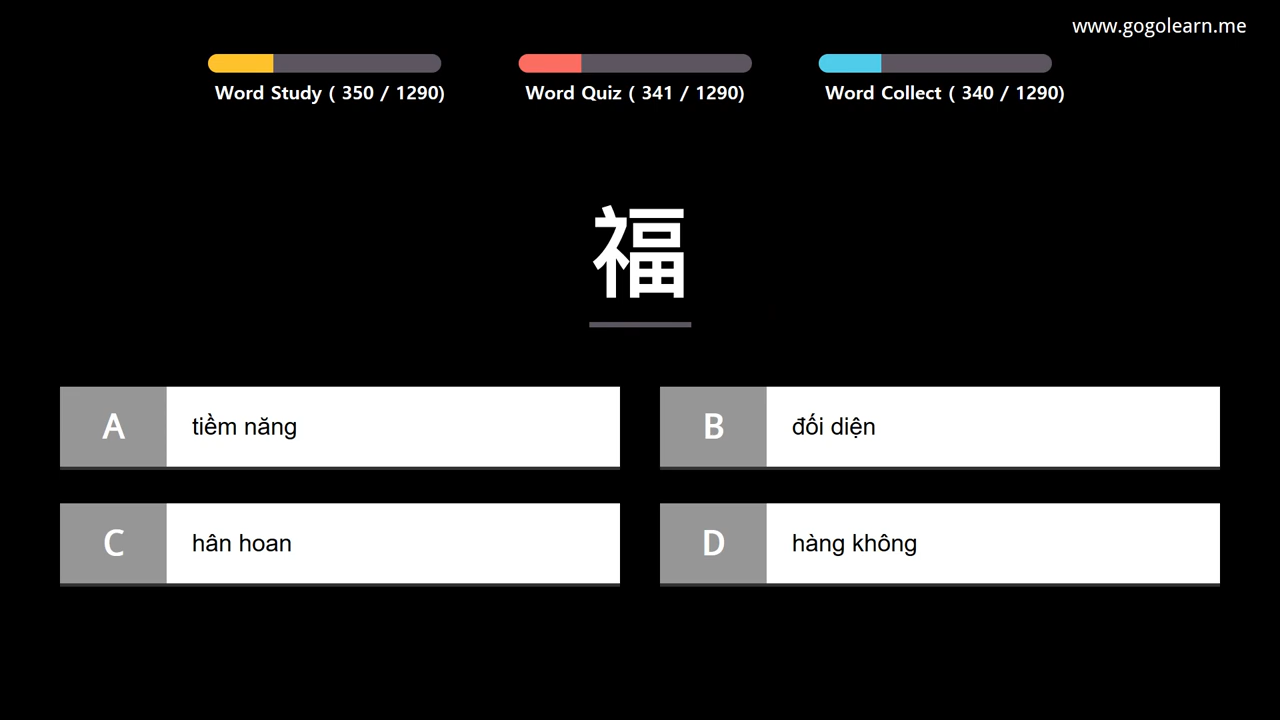 www.gogolearn.me
Word Study ( 350 / 1290)
Word Quiz ( 341 / 1290)
Word Collect ( 340 / 1290)
福
A
tiềm năng
B
đối diện
C
hân hoan
D
hàng không